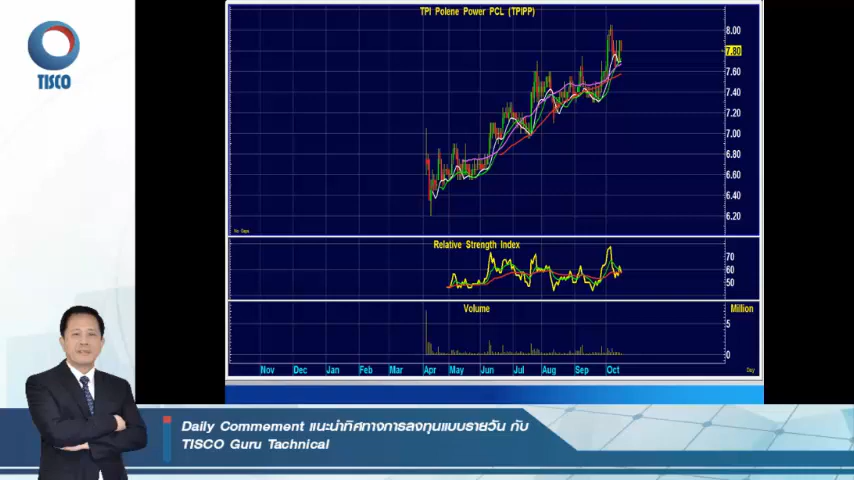 TISCO
TPI Polene Power PCL (TPIPP)
8.00
7.80
7.60
7.40
7.20
7.00
6.80
6.60
6.40
6.20
No Gaps
Relative Strength Index
70
60
50
Volume
Million
5
0
Nov Dec Jan Feb Mar Apr May Jun Jul Aug Sep Oct
Day
Daily Commement แนะนำทิศทางการลงทุนแบบรายวัน กับ
TISCO Guru Tachnical